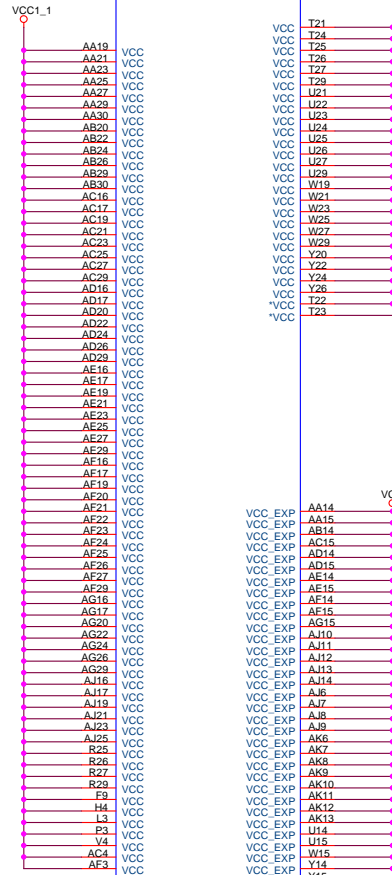 VCC1_1
AA19 VCC
AA21 VCC
AA23 VCC
AA25 VCC
AA27 VCC
AA29 VCC
AA30 VCC
AB20 VCC
AB22 VCC
AB24 VCC
AB26 VCC
AB29 VCC
AB30 VCC
AC16 VCC
AC17 VCC
AC19 VCC
AC21 VCC
AC23 VCC
AC25 VCC
AC27 VCC
AC29 VCC
AD16 VCC
AD17 VCC
AD20 VCC
AD22 VCC
AD24 VCC
AD26 VCC
AD29 VCC
AE16 VCC
AE17 VCC
AE19 VCC
AE21 VCC
AE23 VCC
AE25 VCC
AE27 VCC
AE29 VCC
AF16 VCC
AF17 VCC
AF19 VCC
AF20 VCC
AF21 VCC
AF22 VCC
AF23 VCC
AF24 VCC
AF25 VCC
AF26 VCC
AF27 VCC
AF29 VCC
AG16 VCC
AG17 VCC
AG20 VCC
AG22 VCC
AG24 VCC
AG26 VCC
AG29 VCC
AJ16 VCC
AJ17 VCC
AJ19 VCC
AJ21 VCC
AJ23 VCC
AJ25 VCC
R25 VCC
R26 VCC
R27 VCC
R29 VCC
F9 VCC
H4 VCC
L3 VCC
P3 VCC
V4 VCC
AC4 VCC
AF3 VCC
VCC T21
VCC T24
VCC T25
VCC T26
VCC T27
VCC T29
VCC U21
VCC U22
VCC U23
VCC U24
VCC U25
VCC U26
VCC U27
VCC U29
VCC W19
VCC W21
VCC W23
VCC W25
VCC W27
VCC W29
VCC Y20
VCC Y22
VCC Y24
VCC Y26
*VCC T22
*VCC T23
VCC_EXP AA14
VCC_EXP AA15
VCC_EXP AB14
VCC_EXP AC15
VCC_EXP AD14
VCC_EXP AD15
VCC_EXP AE14
VCC_EXP AE15
VCC_EXP AF14
VCC_EXP AF15
VCC_EXP AG15
VCC_EXP AJ10
VCC_EXP AJ11
VCC_EXP AJ12
VCC_EXP AJ13
VCC_EXP AJ14
VCC_EXP AJ6
VCC_EXP AJ7
VCC_EXP AJ8
VCC_EXP AJ9
VCC_EXP AK6
VCC_EXP AK7
VCC_EXP AK8
VCC_EXP AK9
VCC_EXP AK10
VCC_EXP AK11
VCC_EXP AK12
VCC_EXP AK13
VCC_EXP U14
VCC_EXP U15
VCC_EXP W15
VCC_EXP Y14